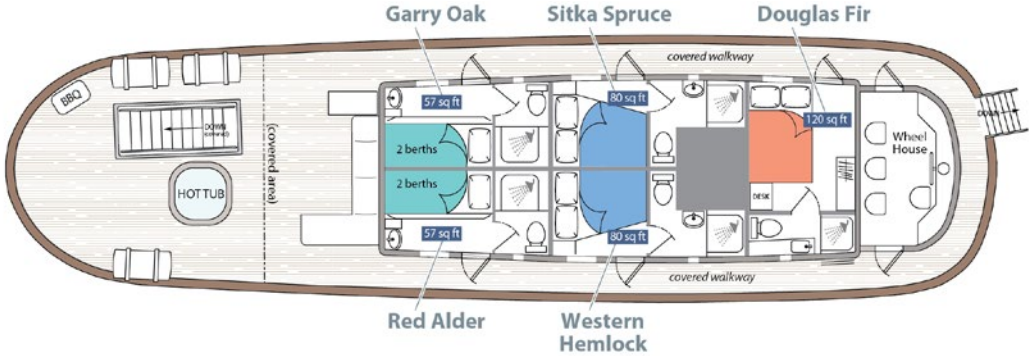 Garry Oak
Sitka Spruce
Douglas Fir
covered walkway
BBQ
57 sq ft
80 sq ft
120 sq ft
DOWN
DOWN
(covered area)
2 berths
Wheel
House
2 berths
HOT TUB
DESK
57 sq ft
80 sq ft
covered walkway
Red Alder
Western
Hemlock